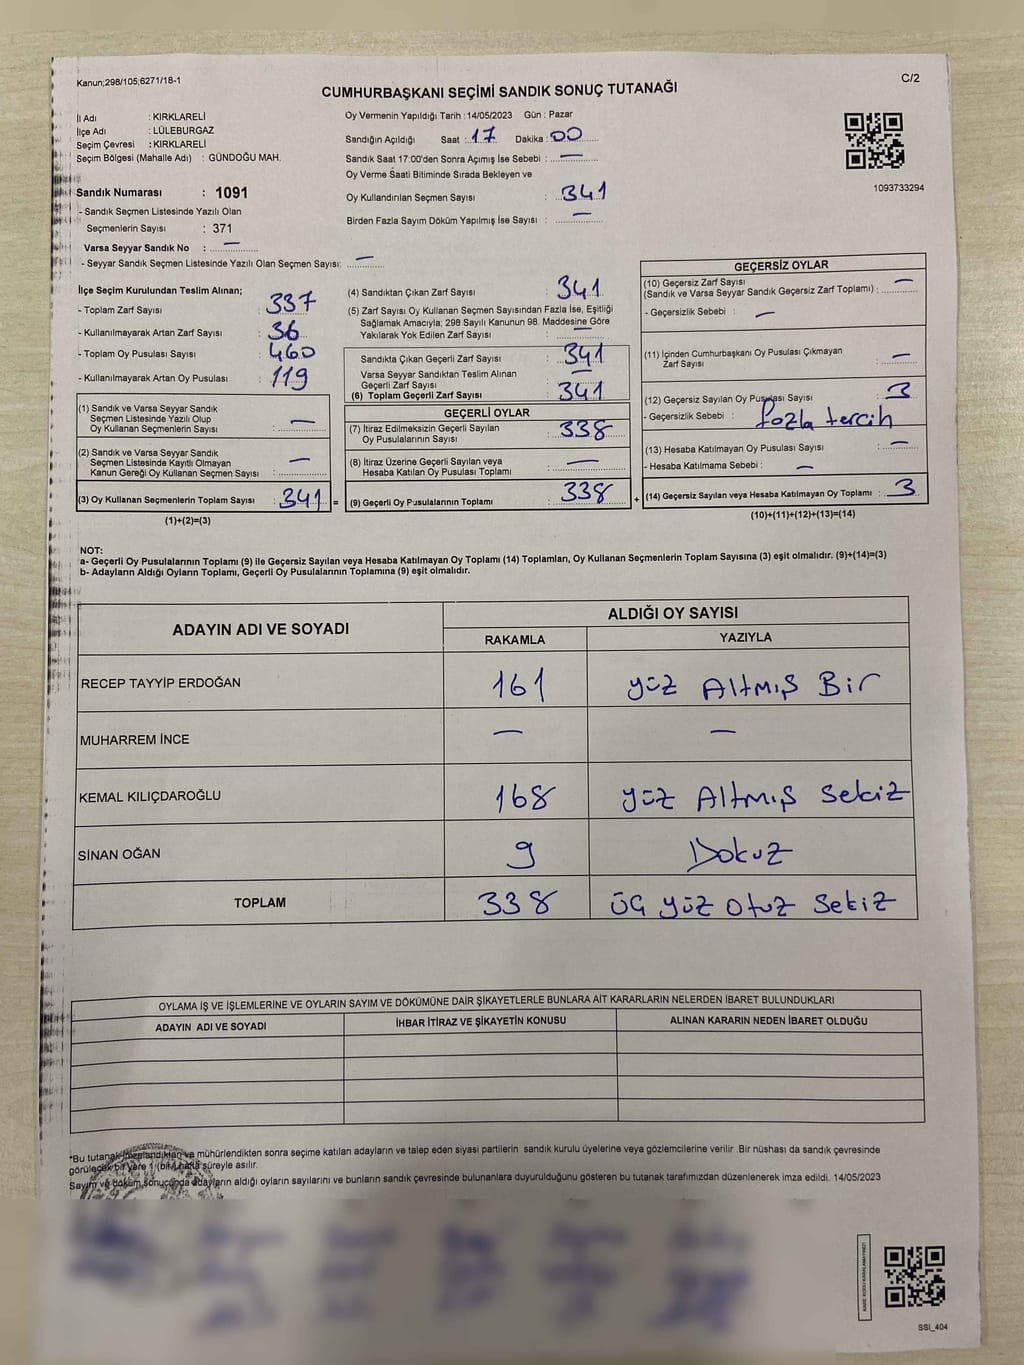 Kanun;298/105;6271/18-1
C/2
CUMHURBAŞKANI SEÇİMİ SANDIK SONUÇ TUTANAĞI
İl Adı : KIRKLARELİ
İlçe Adı : LÜLEBURGAZ
Seçim Çevresi : KIRKLARELİ
Seçim Bölgesi (Mahalle Adı) : GÜNDOĞU MAH.
Sandık Numarası : 1091
- Sandık Seçmen Listesinde Yazılı Olan
Seçmenlerin Sayısı : 371
Varsa Seyyar Sandık No : —
- Seyyar Sandık Seçmen Listesinde Yazılı Olan Seçmen Sayısı: —
Oy Vermenin Yapıldığı Tarih : 14/05/2023 Gün : Pazar
Sandığın Açıldığı Saat : 17 Dakika : 00
Sandık Saat 17:00'den Sonra Açımış İse Sebebi : —
Oy Verme Saati Bitiminde Sırada Bekleyen ve
Oy Kullandırılan Seçmen Sayısı : 341
Birden Fazla Sayım Döküm Yapılmış İse Sayısı : —
1093733294
İlçe Seçim Kurulundan Teslim Alınan;
- Toplam Zarf Sayısı : 337
- Kullanılmayarak Artan Zarf Sayısı : 36
- Toplam Oy Pusulası Sayısı : 460
- Kullanılmayarak Artan Oy Pusulası : 119
(1) Sandık ve Varsa Seyyar Sandık
Seçmen Listesinde Yazılı Olup
Oy Kullanan Seçmenlerin Sayısı : —
(2) Sandık ve Varsa Seyyar Sandık
Seçmen Listesinde Kayıtlı Olmayan
Kanun Gereği Oy Kullanan Seçmen Sayısı : —
(3) Oy Kullanan Seçmenlerin Toplam Sayısı : 341 =
(1)+(2)=(3)
(4) Sandıktan Çıkan Zarf Sayısı : 341
(5) Zarf Sayısı Oy Kullanan Seçmen Sayısından Fazla İse, Eşitliği
Sağlamak Amacıyla; 298 Sayılı Kanunun 98. Maddesine Göre
Yakılarak Yok Edilen Zarf Sayısı : —
Sandıkta Çıkan Geçerli Zarf Sayısı : 341
Varsa Seyyar Sandıktan Teslim Alınan
Geçerli Zarf Sayısı : —
(6) Toplam Geçerli Zarf Sayısı : 341
GEÇERLİ OYLAR
(7) İtiraz Edilmeksizin Geçerli Sayılan
Oy Pusulalarının Sayısı : 338
(8) İtiraz Üzerine Geçerli Sayılan veya
Hesaba Katılan Oy Pusulası Toplamı : —
(9) Geçerli Oy Pusulalarının Toplamı : 338 +
GEÇERSİZ OYLAR
(10) Geçersiz Zarf Sayısı
(Sandık ve Varsa Seyyar Sandık Geçersiz Zarf Toplamı) : —
- Geçersizlik Sebebi : —
(11) İçinden Cumhurbaşkanı Oy Pusulası Çıkmayan
Zarf Sayısı : —
(12) Geçersiz Sayılan Oy Pusulası Sayısı : 3
- Geçersizlik Sebebi : fazla tercih
(13) Hesaba Katılmayan Oy Pusulası Sayısı : —
- Hesaba Katılmama Sebebi : —
(14) Geçersiz Sayılan veya Hesaba Katılmayan Oy Toplamı : 3
(10)+(11)+(12)+(13)=(14)
NOT:
a- Geçerli Oy Pusulalarının Toplamı (9) ile Geçersiz Sayılan veya Hesaba Katılmayan Oy Toplamı (14) Toplamları, Oy Kullanan Seçmenlerin Toplam Sayısına (3) eşit olmalıdır. (9)+(14)=(3)
b- Adayların Aldığı Oyların Toplamı, Geçerli Oy Pusulalarının Toplamına (9) eşit olmalıdır.
ADAYIN ADI VE SOYADI
ALDIĞI OY SAYISI
RAKAMLA YAZIYLA
RECEP TAYYİP ERDOĞAN 161 yüz Altmış Bir
MUHARREM İNCE — —
KEMAL KILIÇDAROĞLU 168 yüz Altmış Sekiz
SİNAN OĞAN 9 Dokuz
TOPLAM 338 üç yüz otuz Sekiz
OYLAMA İŞ VE İŞLEMLERİNE VE OYLARIN SAYIM VE DÖKÜMÜNE DAİR ŞİKAYETLERLE BUNLARA AİT KARARLARIN NELERDEN İBARET BULUNDUKLARI
ADAYIN ADI VE SOYADI İHBAR İTİRAZ VE ŞİKAYETİN KONUSU ALINAN KARARIN NEDEN İBARET OLDUĞU
*Bu tutanak imzalandıktan ve mühürlendikten sonra seçime katılan adayların ve talep eden siyasi partilerin sandık kurulu üyelerine veya gözlemcilerine verilir .Bir nüshası da sandık çevresinde
görülecek bir yere 1 (bir) hafta süreyle asılır.
Sayım ve döküm sonucunda adayların aldığı oyların sayılarını ve bunların sandık çevresinde bulunanlara duyurulduğunu gösteren bu tutanak tarafımızdan düzenlenerek imza edildi. 14/05/2023
SSI_404